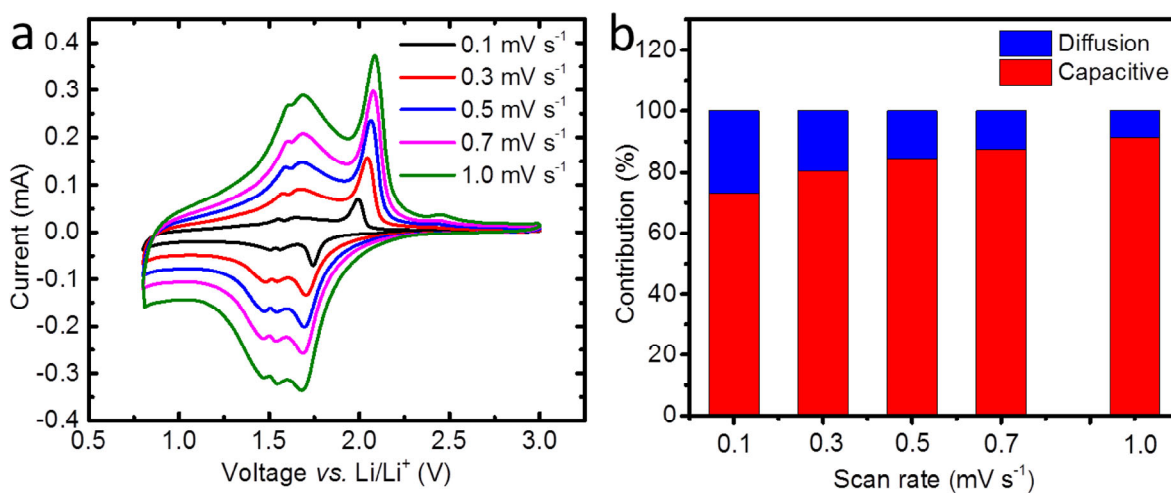 a
0.1 mV s⁻¹
0.3 mV s⁻¹
0.5 mV s⁻¹
0.7 mV s⁻¹
1.0 mV s⁻¹
Current (mA)
0.4
0.3
0.2
0.1
0.0
-0.1
-0.2
-0.3
-0.4
0.5 1.0 1.5 2.0 2.5 3.0
Voltage vs. Li/Li⁺ (V)
b
Diffusion
Capacitive
Contribution (%)
120
100
80
60
40
20
0
0.1 0.3 0.5 0.7 1.0
Scan rate (mV s⁻¹)